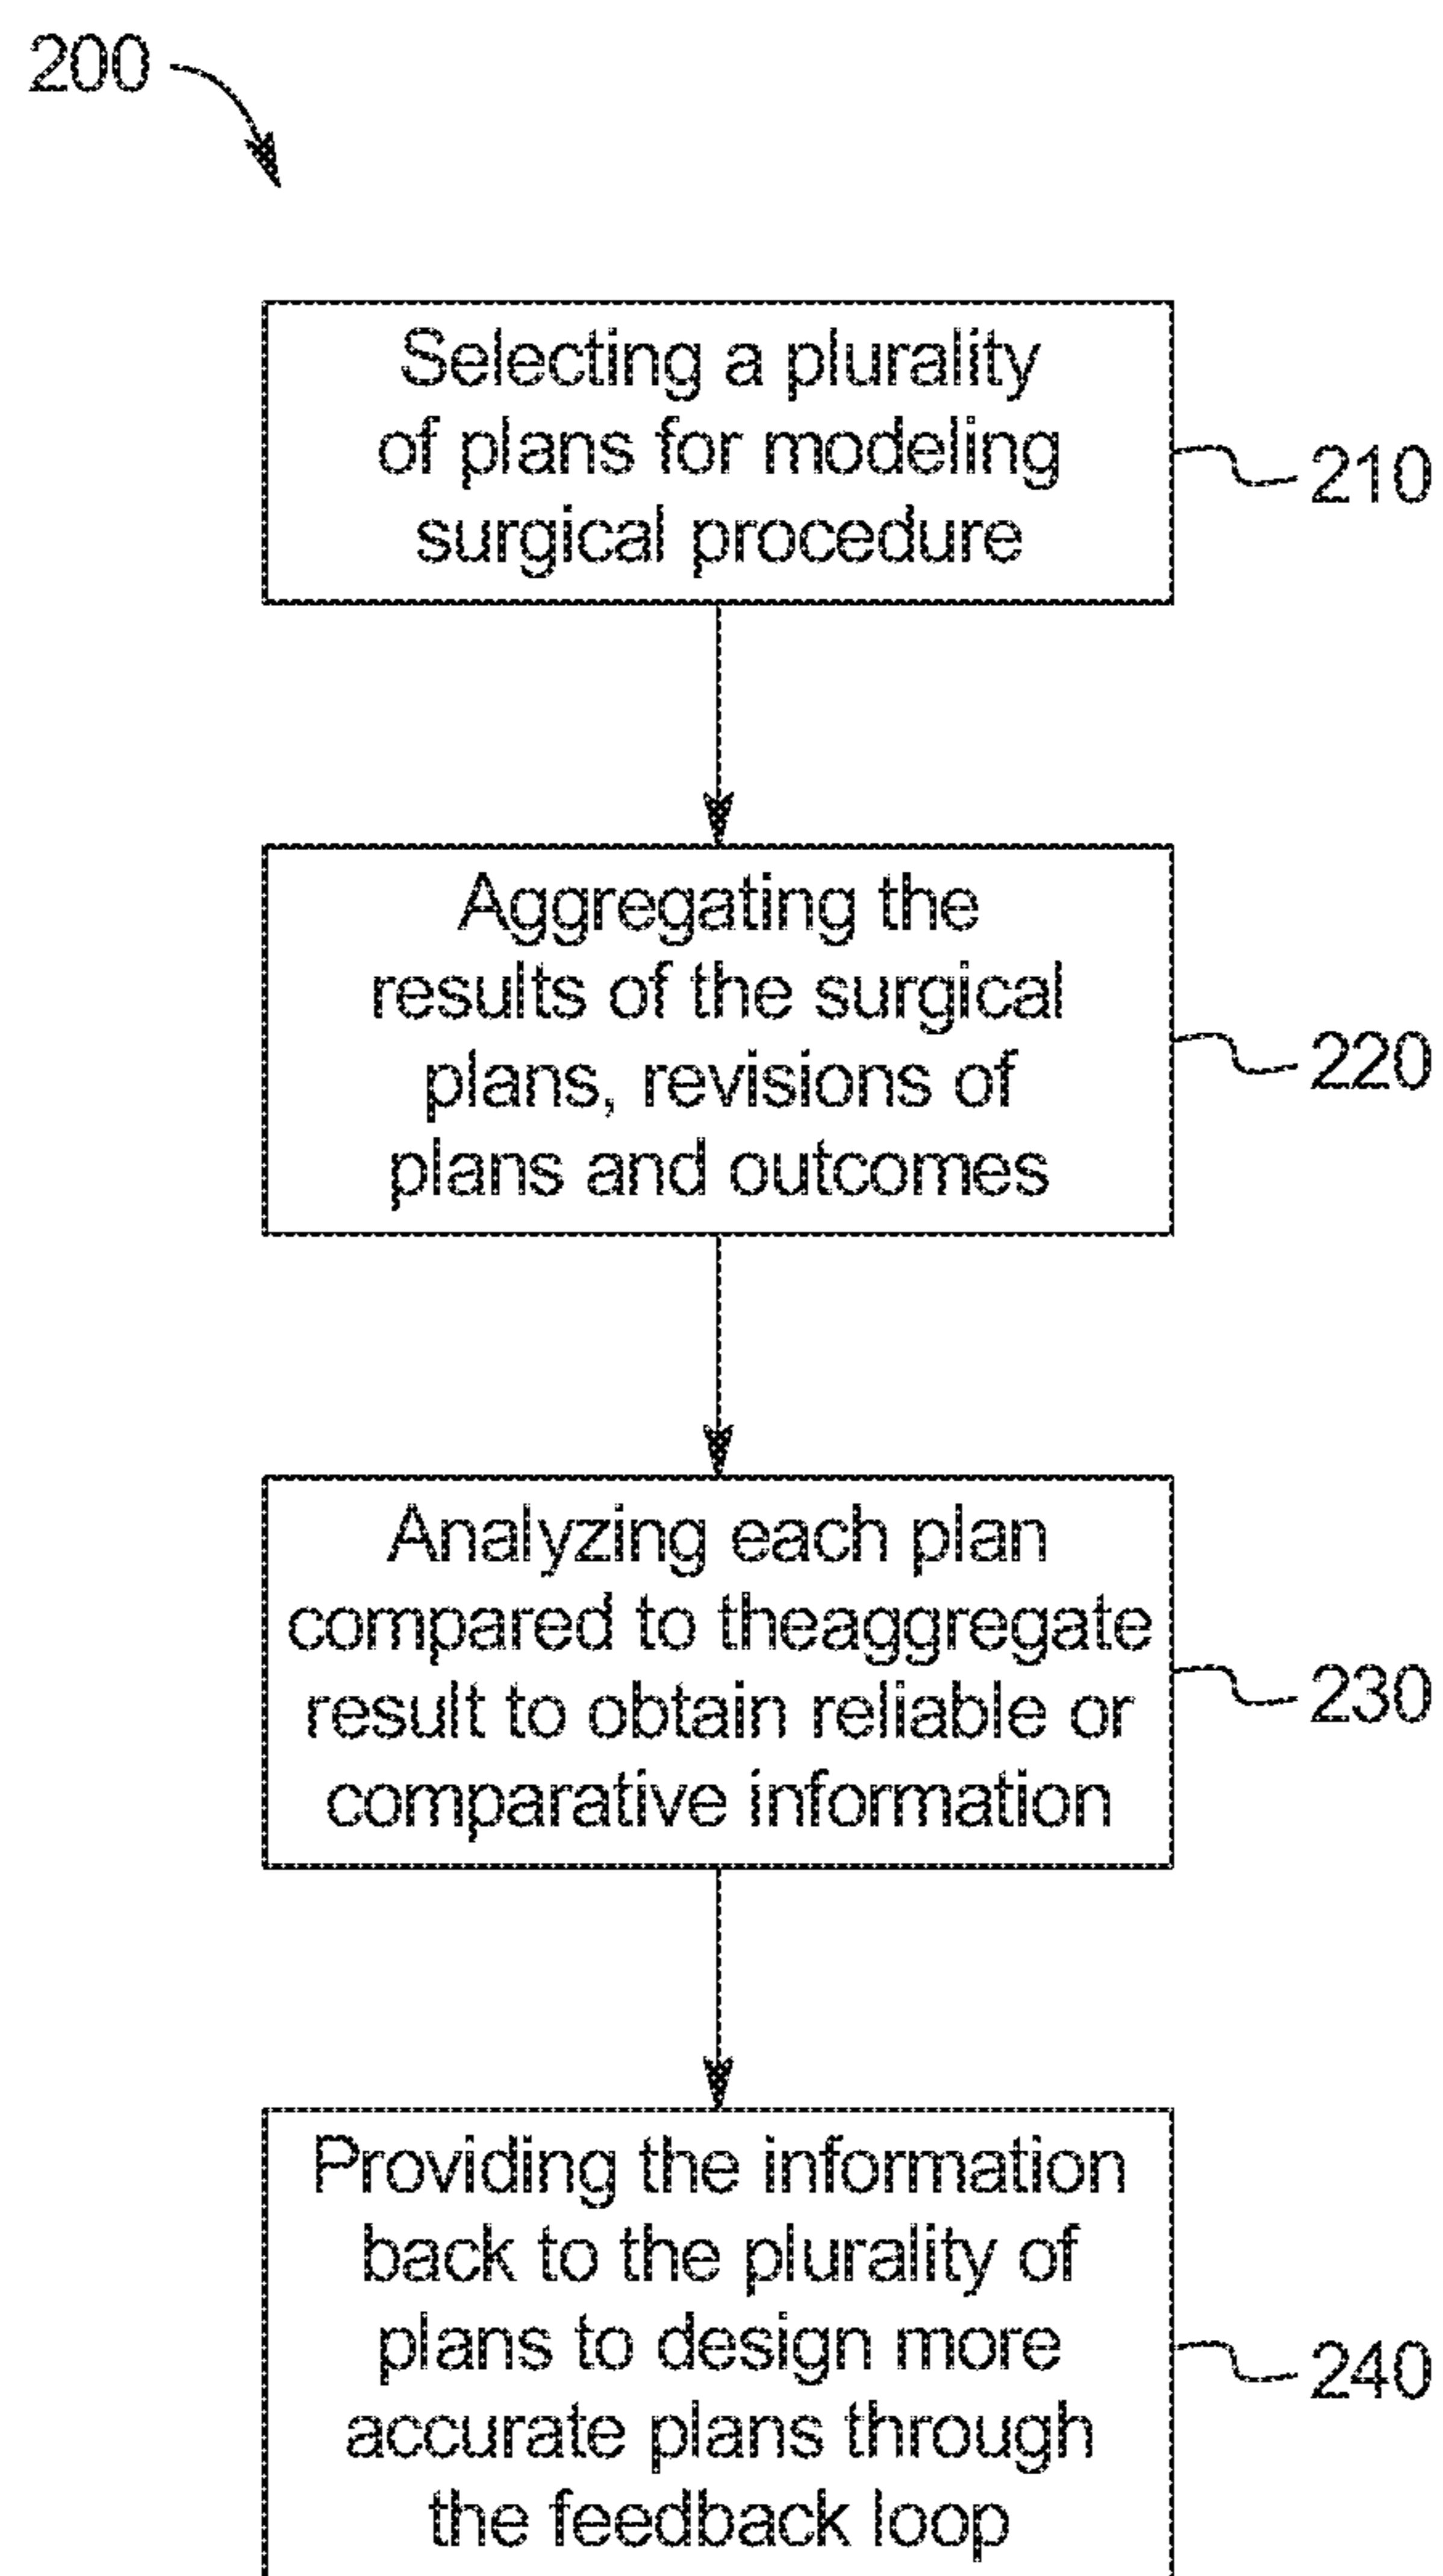 200
Selecting a plurality
of plans for modeling
surgical procedure
210
Aggregating the
results of the surgical
plans, revisions of
plans and outcomes
220
Analyzing each plan
compared to theaggregate
result to obtain reliable or
comparative information
230
Providing the information
back to the plurality of
plans to design more
accurate plans through
the feedback loop
240